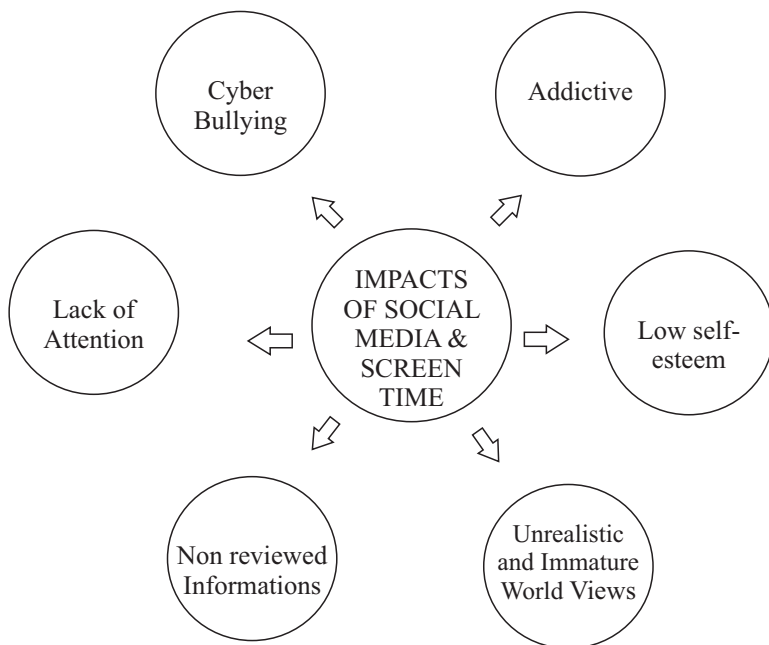 Cyber
Bullying
Addictive
IMPACTS
OF SOCIAL
MEDIA &
SCREEN
TIME
Lack of
Attention
Low self-
esteem
Non reviewed
Informations
Unrealistic
and Immature
World Views